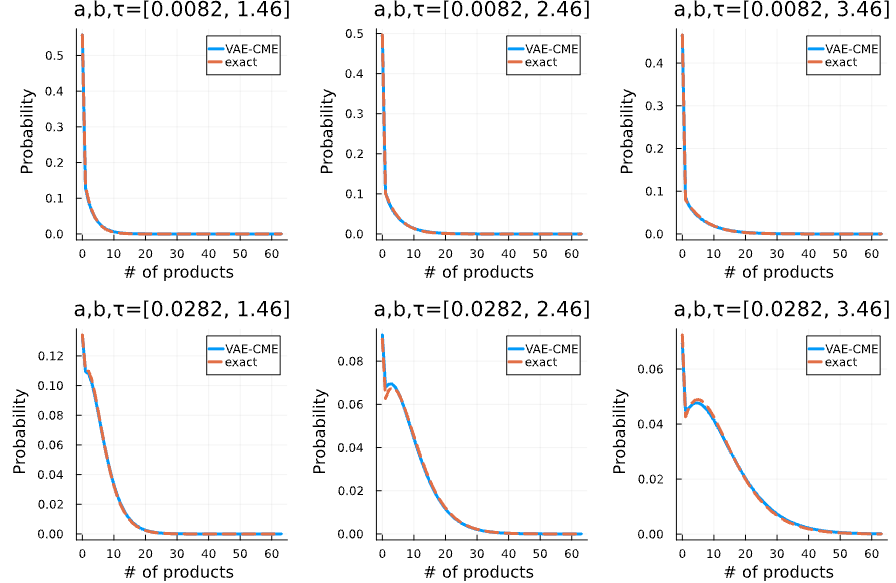 a,b,τ=[0.0082, 1.46]
0.5
0.4
0.3
0.2
0.1
0.0
Probability
VAE-CME
exact
0 10 20 30 40 50 60
# of products
a,b,τ=[0.0082, 2.46]
0.5
0.4
0.3
0.2
0.1
0.0
Probability
VAE-CME
exact
0 10 20 30 40 50 60
# of products
a,b,τ=[0.0082, 3.46]
0.4
0.3
0.2
0.1
0.0
Probability
VAE-CME
exact
0 10 20 30 40 50 60
# of products
a,b,τ=[0.0282, 1.46]
0.12
0.10
0.08
0.06
0.04
0.02
0.00
Probability
VAE-CME
exact
0 10 20 30 40 50 60
# of products
a,b,τ=[0.0282, 2.46]
0.08
0.06
0.04
0.02
0.00
Probability
VAE-CME
exact
0 10 20 30 40 50 60
# of products
a,b,τ=[0.0282, 3.46]
0.06
0.04
0.02
0.00
Probability
VAE-CME
exact
0 10 20 30 40 50 60
# of products